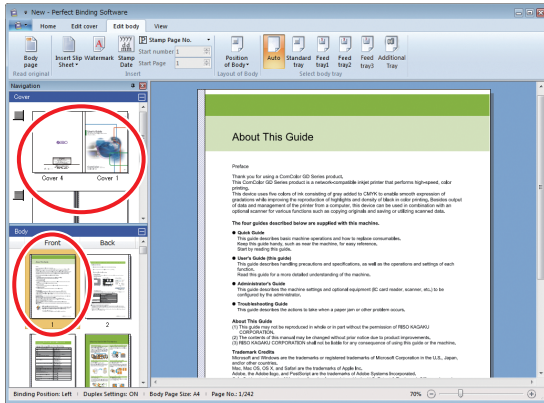 New - Perfect Binding Software
Home Edit cover Edit body View
Body page
Insert Slip Sheet
Watermark
Stamp Date
Stamp Page No.
Start number 1
Start Page 1
Position of Body
Auto
Standard tray
Feed tray1
Feed tray2
Feed tray3
Additional Tray
Read original Insert Layout of Body Select body tray
Navigation
Cover
Cover 4 Cover 1
Body
Front Back
1 2
About This Guide
Preface
Thank you for using a ComColor GD Series product.
This ComColor GD Series product is a network-compatible inkjet printer that performs high-speed, color
printing.
This device uses five colors of ink consisting of gray added to CMYK to enable smooth expression of
gradations while improving the reproduction of highlights and density of black in color printing. Besides output
of data and management of the printer from a computer, this device can be used in combination with an
optional scanner for various functions such as copying originals and saving or utilizing scanned data.
The four guides described below are supplied with this machine.
● Quick Guide
This guide describes basic machine operations and how to replace consumables.
Keep this guide handy, such as near the machine, for easy reference.
Start by reading this guide.
● User's Guide (this guide)
This guide describes handling precautions and specifications, as well as the operations and settings of each
function.
Read this guide for a more detailed understanding of the machine.
● Administrator's Guide
This guide describes the machine settings and optional equipment (IC card reader, scanner, etc.) to be
configured by the administrator.
● Troubleshooting Guide
This guide describes the actions to take when a paper jam or other problem occurs.
About This Guide
(1) This guide may not be reproduced in whole or in part without the permission of RISO KAGAKU
CORPORATION.
(2) The contents of this manual may be changed without prior notice due to product improvements.
(3) RISO KAGAKU CORPORATION shall not be liable for any consequence of using this guide or the machine.
Trademark Credits
Microsoft and Windows are the trademarks or registered trademarks of Microsoft Corporation in the U.S., Japan,
and/or other countries.
Mac, Mac OS, OS X, and Safari are the trademarks of Apple Inc.
Adobe, the Adobe logo, and PostScript are the trademarks of Adobe Systems Incorporated.
Binding Position: Left Duplex Settings: ON Body Page Size: A4 Page No.: 1/242 70%